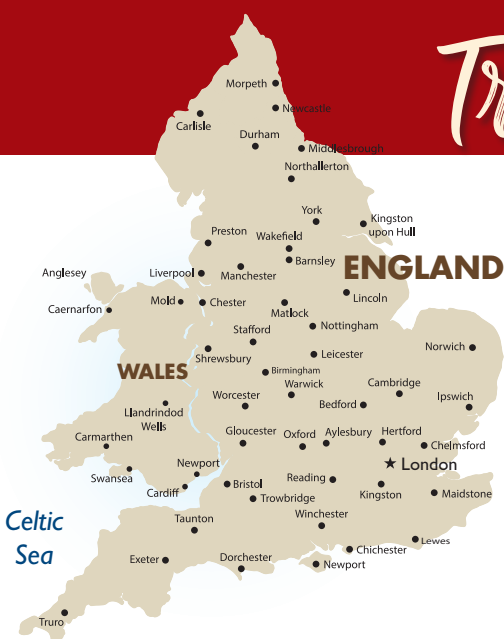 Tr
Morpeth
Newcastle
Carlisle
Durham
Middlesbrough
Northallerton
York
Kingston
upon Hull
Preston
Wakefield
Barnsley
ENGLAND
Anglesey
Liverpool
Manchester
Lincoln
Mold
Chester
Caernarfon
Matlock
Stafford
Nottingham
Norwich
Shrewsbury
Leicester
WALES
Birmingham
Warwick
Cambridge
Worcester
Bedford
Ipswich
Llandrindod
Wells
Carmarthen
Gloucester
Oxford
Aylesbury
Hertford
Chelmsford
London
Newport
Swansea
Cardiff
Bristol
Reading
Kingston
Maidstone
Trowbridge
Celtic
Sea
Taunton
Winchester
Lewes
Chichester
Exeter
Dorchester
Newport
Truro